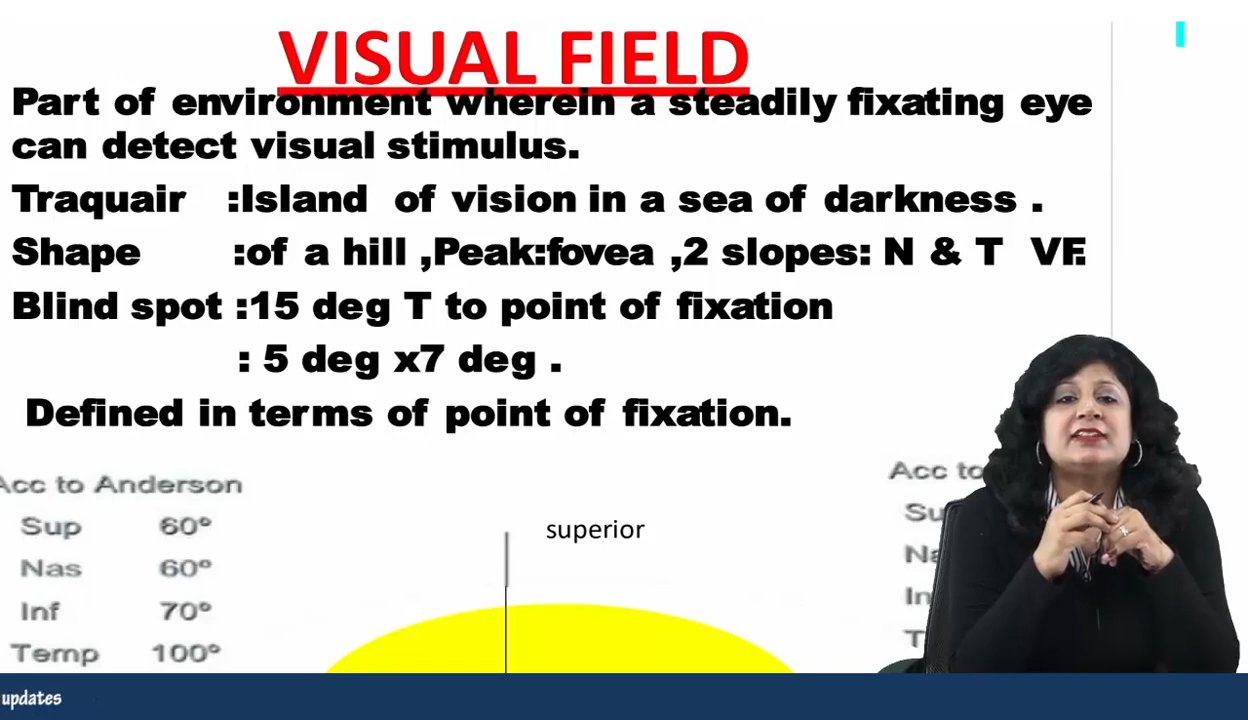 VISUAL FIELD
Part of environment wherein a steadily fixating eye
can detect visual stimulus.
Traquair :Island of vision in a sea of darkness .
Shape :of a hill ,Peak:fovea ,2 slopes: N & T VF.
Blind spot :15 deg T to point of fixation
: 5 deg x7 deg .
Defined in terms of point of fixation.
Acc to Anderson
Sup 60°
Nas 60°
Inf 70°
Temp 100°
superior
Acc to
updates